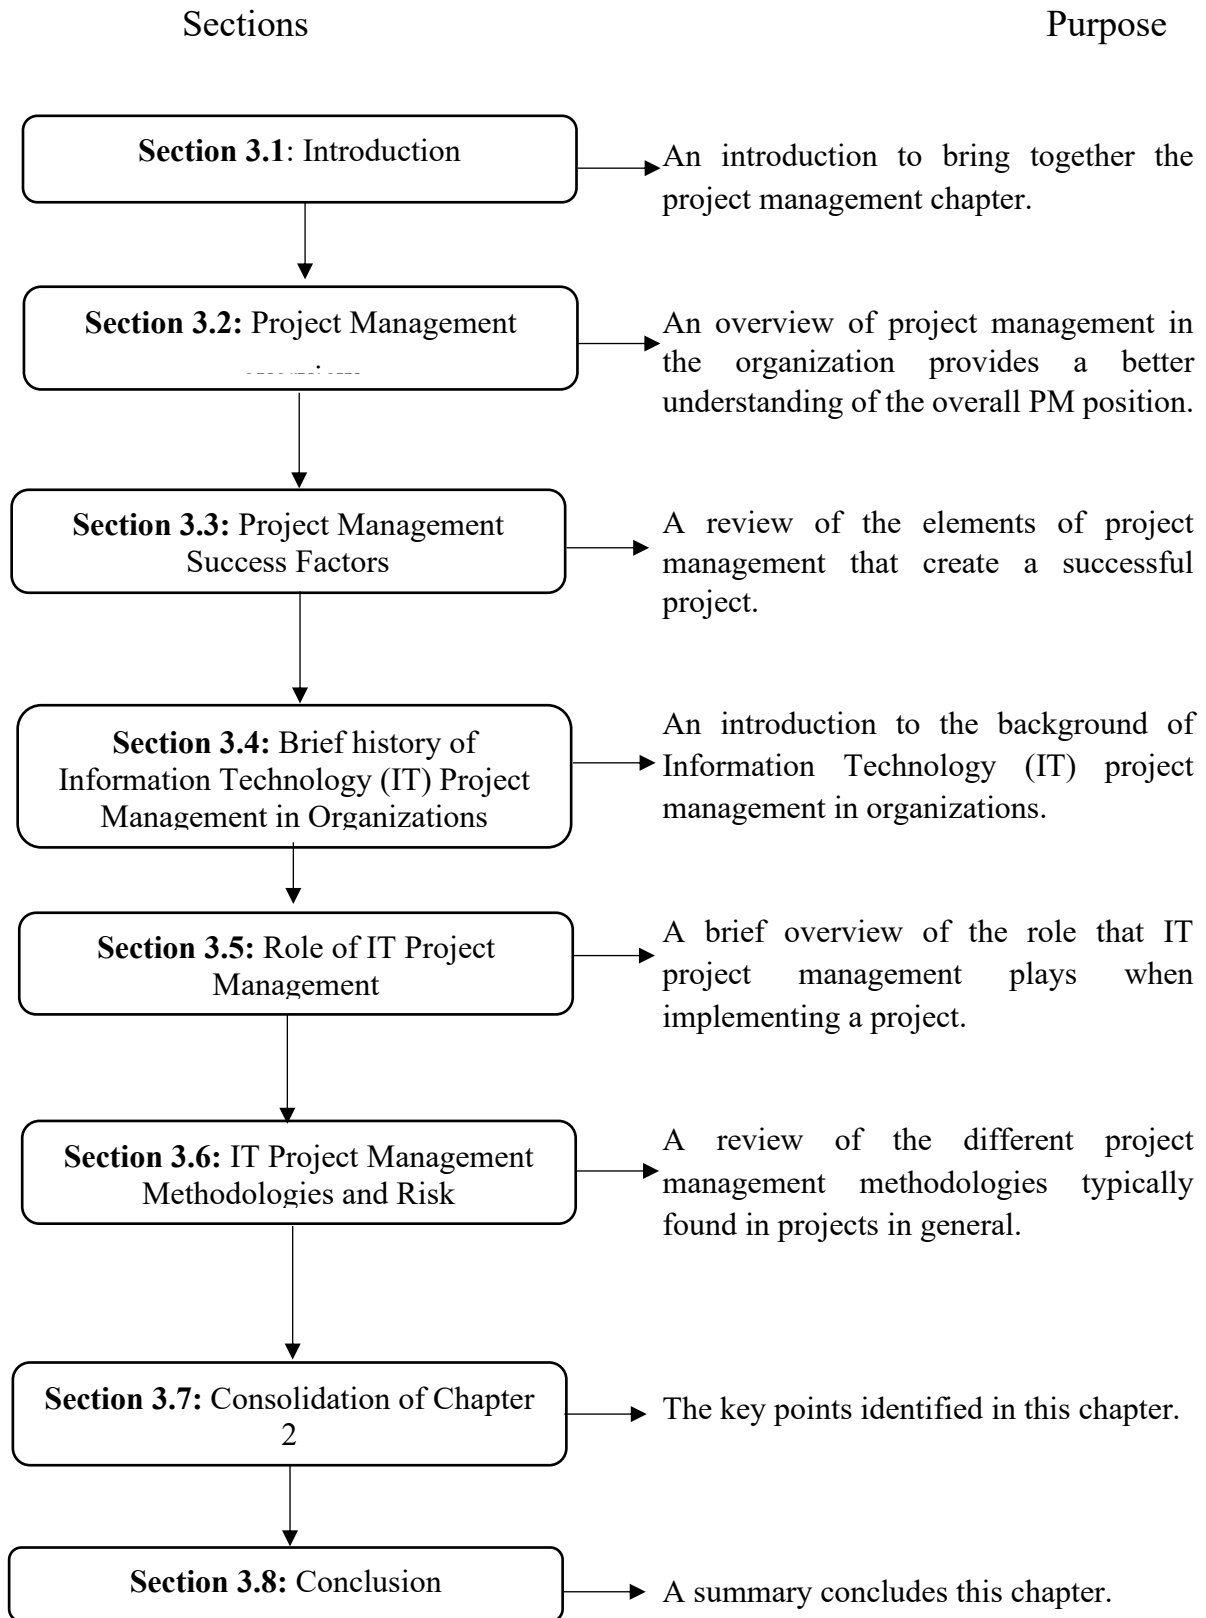 Sections
Purpose
Section 3.1: Introduction
An introduction to bring together the
project management chapter.
Section 3.2: Project Management
An overview of project management in
the organization provides a better
understanding of the overall PM position.
Section 3.3: Project Management
Success Factors
A review of the elements of project
management that create a successful
project.
Section 3.4: Brief history of
Information Technology (IT) Project
Management in Organizations
An introduction to the background of
Information Technology (IT) project
management in organizations.
Section 3.5: Role of IT Project
Management
A brief overview of the role that IT
project management plays when
implementing a project.
Section 3.6: IT Project Management
Methodologies and Risk
A review of the different project
management methodologies typically
found in projects in general.
Section 3.7: Consolidation of Chapter
2
The key points identified in this chapter.
Section 3.8: Conclusion
A summary concludes this chapter.